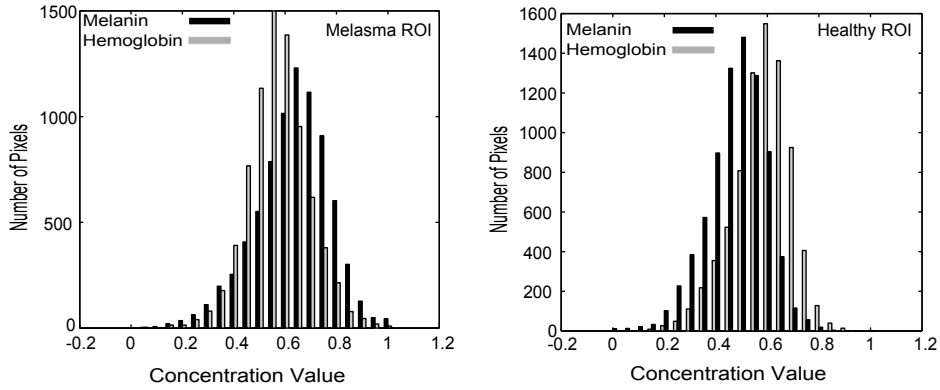 Melanin
Hemoglobin
Melasma ROI
1500
1000
500
0
-0.2 0 0.2 0.4 0.6 0.8 1 1.2
Number of Pixels
Concentration Value
Melanin
Hemoglobin
Healthy ROI
1600
1400
1200
1000
800
600
400
200
0
-0.2 0 0.2 0.4 0.6 0.8 1 1.2
Number of Pixels
Concentration Value